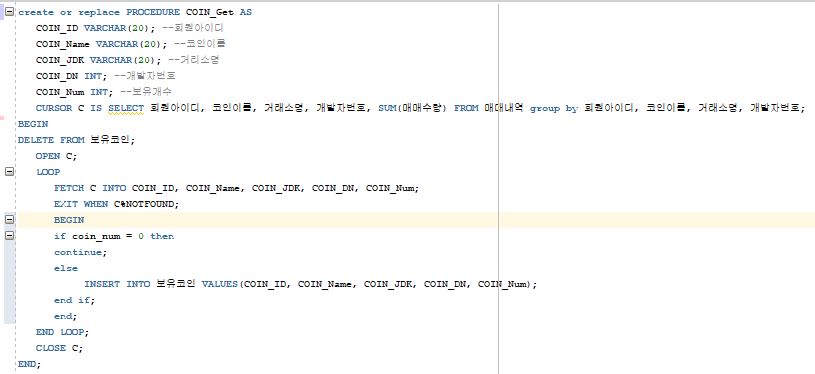 create or replace PROCEDURE COIN_Get AS
COIN_ID VARCHAR(20); --회원아이디
COIN_Name VARCHAR(20); --코인이름
COIN_JDK VARCHAR(20); --거리소명
COIN_DN INT; --개발자번호
COIN_Num INT; --보유개수
CURSOR C IS SELECT 회원아이디, 코인이름, 거래소명, 개발자번호, SUM(매매수량) FROM 매매내역 group by 회원아이디, 코인이름, 거래소명, 개발자번호;
BEGIN
DELETE FROM 보유코인;
OPEN C;
LOOP
FETCH C INTO COIN_ID, COIN_Name, COIN_JDK, COIN_DN, COIN_Num;
EXIT WHEN C%NOTFOUND;
BEGIN
if coin_num = 0 then
continue;
else
INSERT INTO 보유코인 VALUES(COIN_ID, COIN_Name, COIN_JDK, COIN_DN, COIN_Num);
end if;
end;
END LOOP;
CLOSE C;
END;